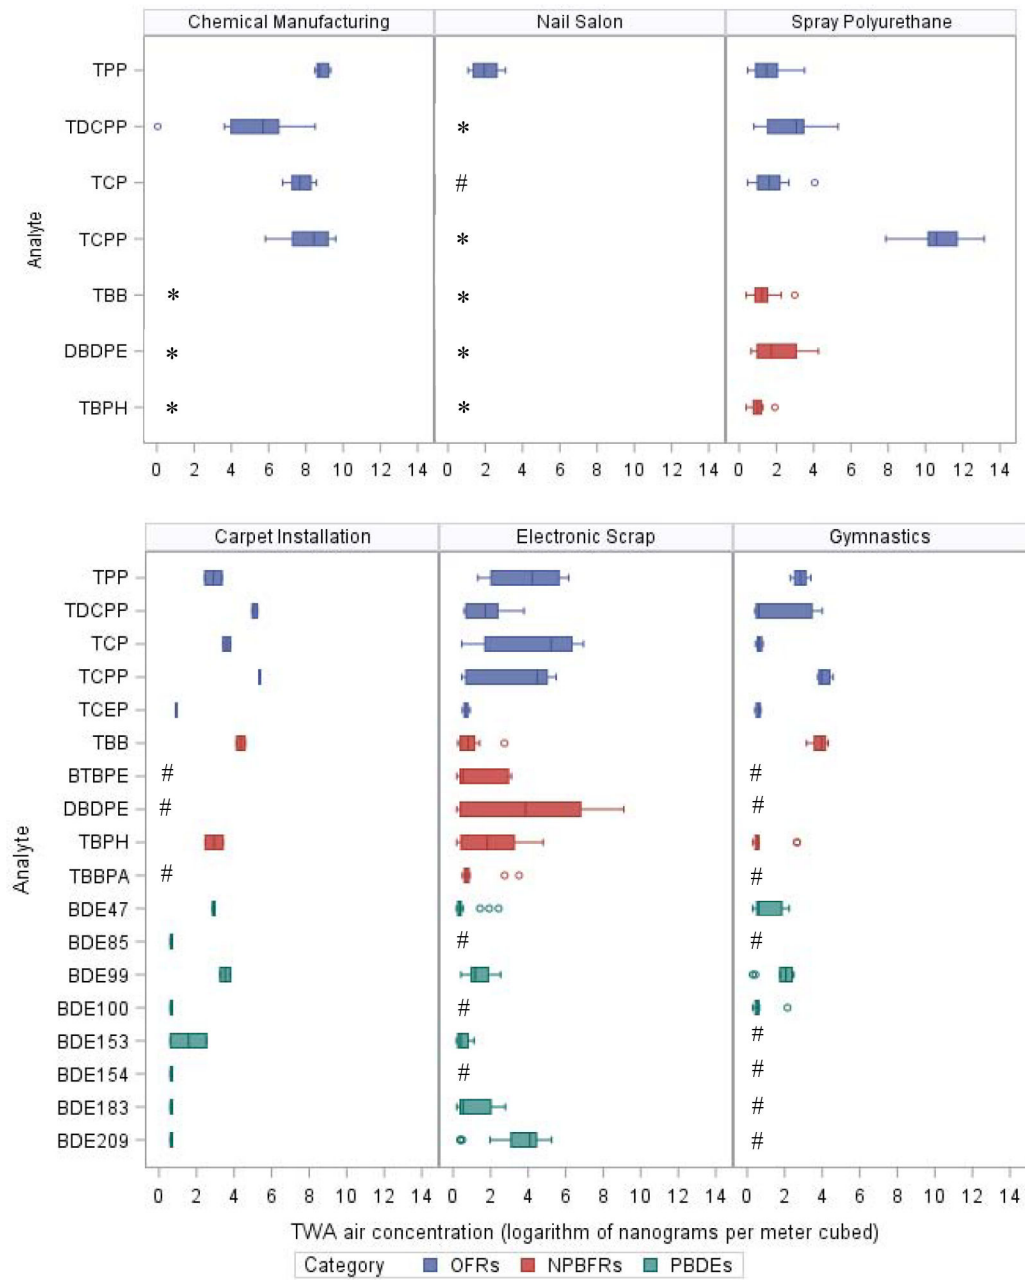 Chemical Manufacturing Nail Salon Spray Polyurethane
Analyte
TPP
TDCPP *
TCP #
TCPP *
TBB * *
DBDPE * *
TBPH * *
0 2 4 6 8 10 12 14 0 2 4 6 8 10 12 14 0 2 4 6 8 10 12 14
Carpet Installation Electronic Scrap Gymnastics
Analyte
TPP
TDCPP
TCP
TCPP
TCEP
TBB
BTBPE # #
DBDPE # #
TBPH
TBBPA # #
BDE47
BDE85 # #
BDE99
BDE100 #
BDE153 #
BDE154 # #
BDE183 #
BDE209 #
0 2 4 6 8 10 12 14 0 2 4 6 8 10 12 14 0 2 4 6 8 10 12 14
TWA air concentration (logarithm of nanograms per meter cubed)
Category OFRs NPBFRs PBDEs